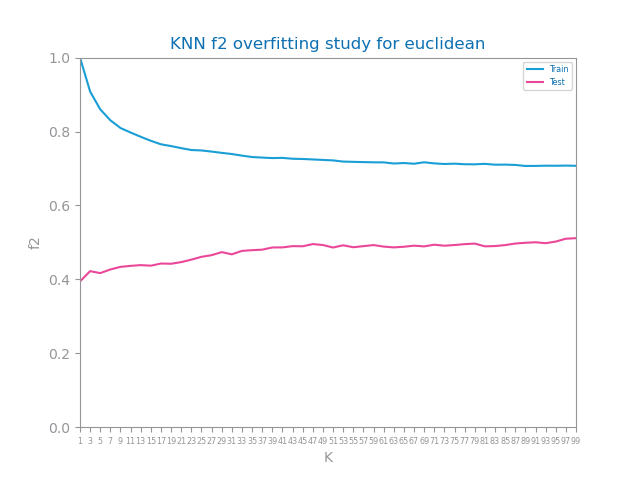 KNN f2 overfitting study for euclidean
1.0
0.8
0.6
0.4
0.2
0.0
f2
Train
Test
1 3 5 7 9 11 13 15 17 19 21 23 25 27 29 31 33 35 37 39 41 43 45 47 49 51 53 55 57 59 61 63 65 67 69 71 73 75 77 79 81 83 85 87 89 91 93 95 97 99
K